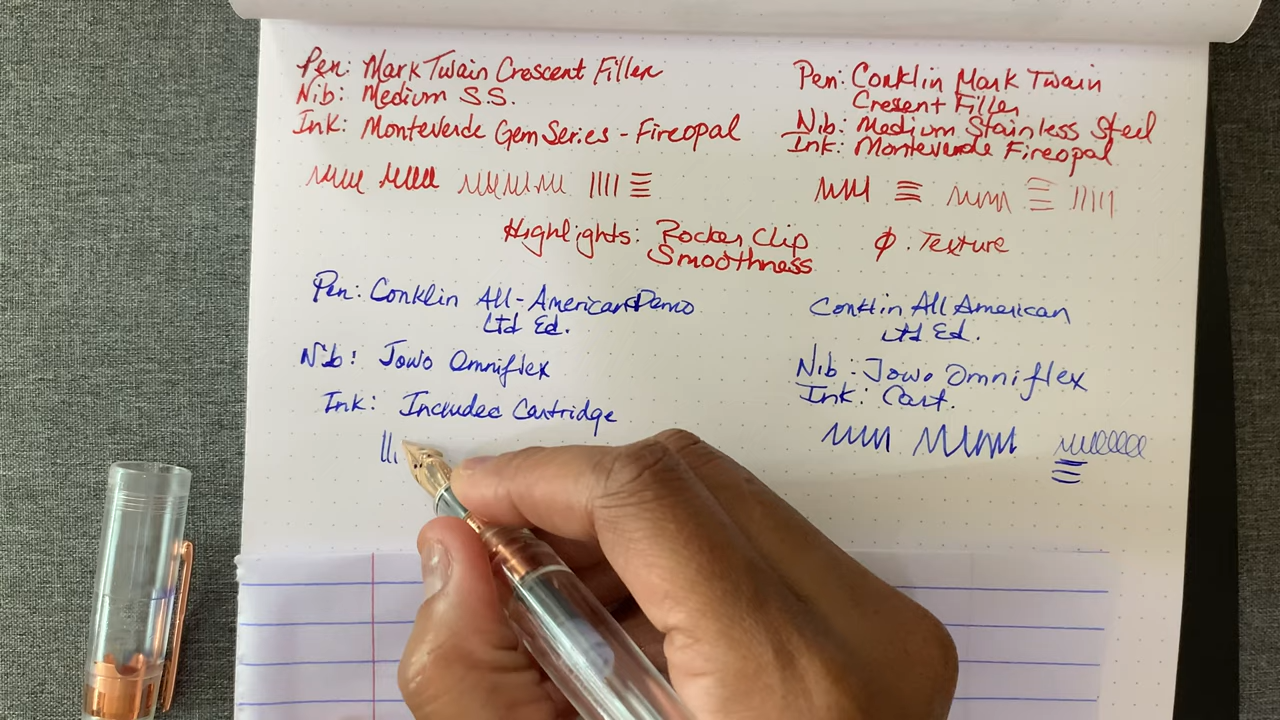 Pen: Mark Twain Crescent Filler
Nib: Medium S.S.
Ink: Monteverde Gem Series - Fireopal
Pen: Conklin Mark Twain
Cresent Filler
Nib: Medium Stainless Steel
Ink: Monteverde Fireopal
Highlights: Rocker Clip
Smoothness
φ: Texture
Pen: Conklin All-American Demo
Ltd Ed.
Nib: Jowo Omniflex
Ink: Includec Cartridge
Conklin All American
Ltd Ed.
Nib: Jowo Omniflex
Ink: Cart.